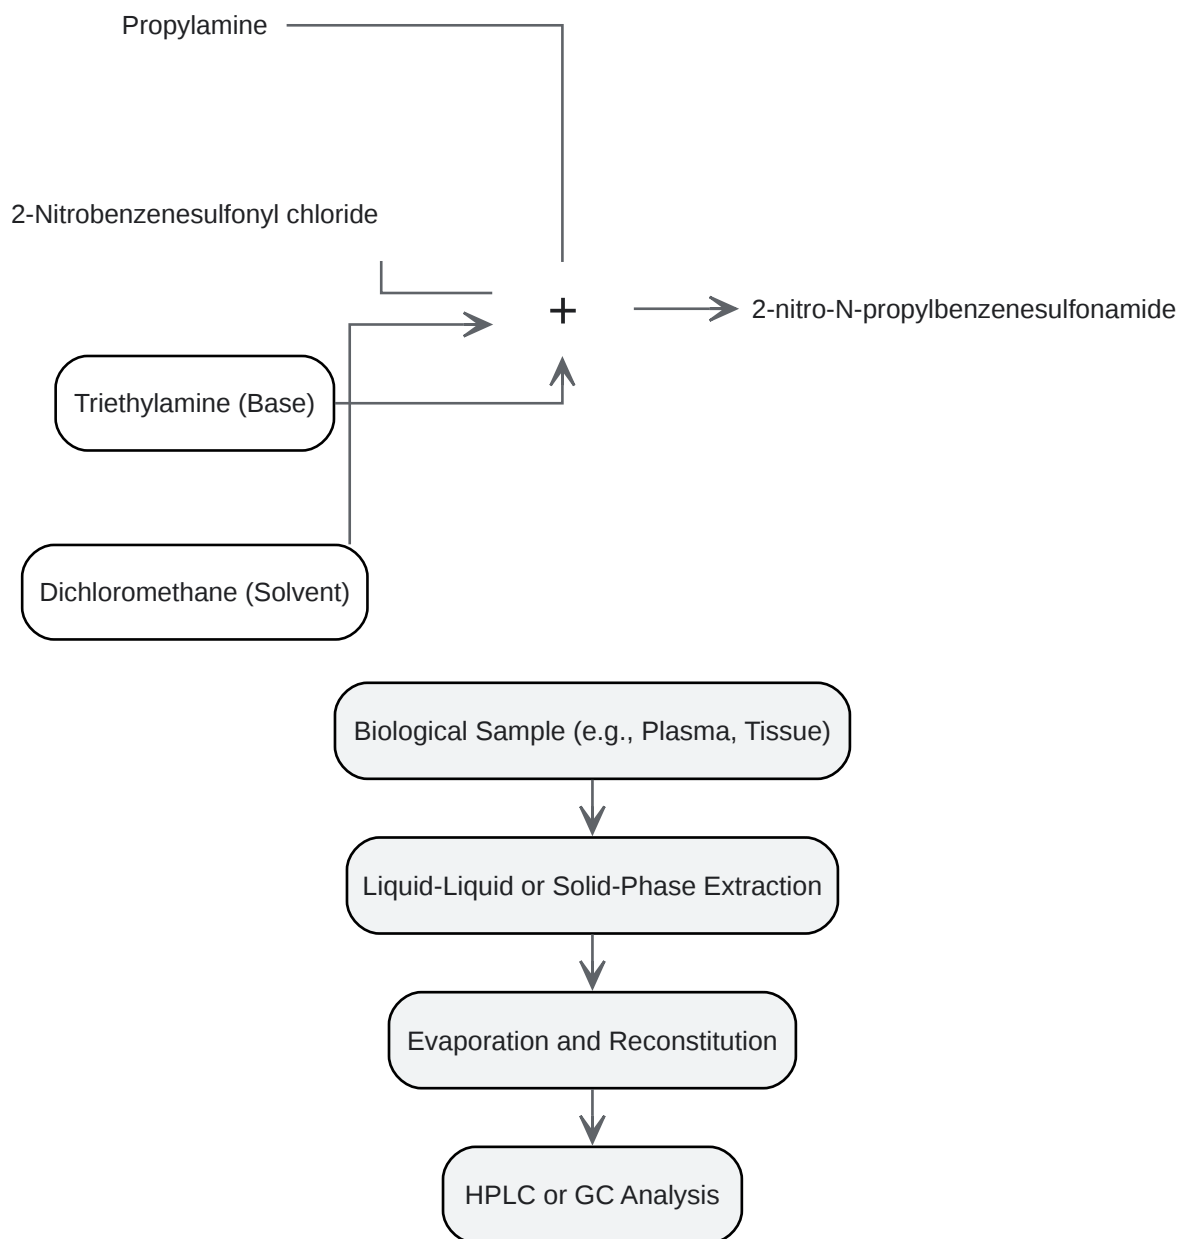 Propylamine
2-Nitrobenzenesulfonyl chloride
+
2-nitro-N-propylbenzenesulfonamide
Triethylamine (Base)
Dichloromethane (Solvent)
Biological Sample (e.g., Plasma, Tissue)
Liquid-Liquid or Solid-Phase Extraction
Evaporation and Reconstitution
HPLC or GC Analysis